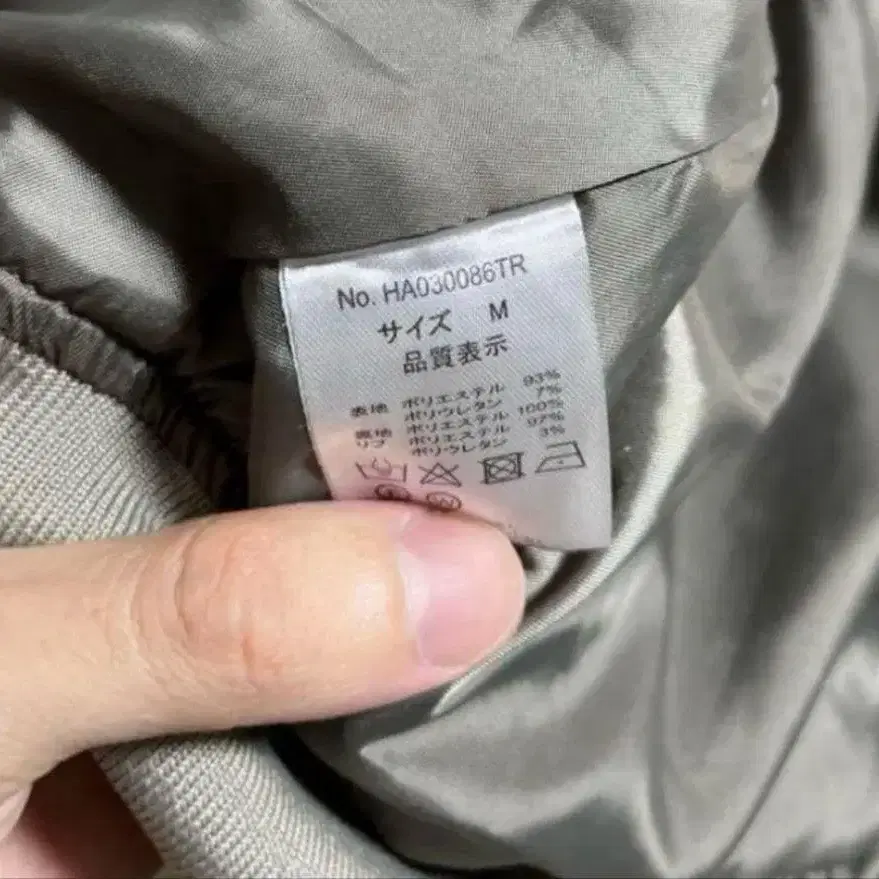 No. HA030086TR
サイズ M
品質表示
表地 ポリエステル 93%
ポリウレタン 7%
裏地 ポリエステル 100%
リブ ポリエステル 97%
ポリウレタン 3%